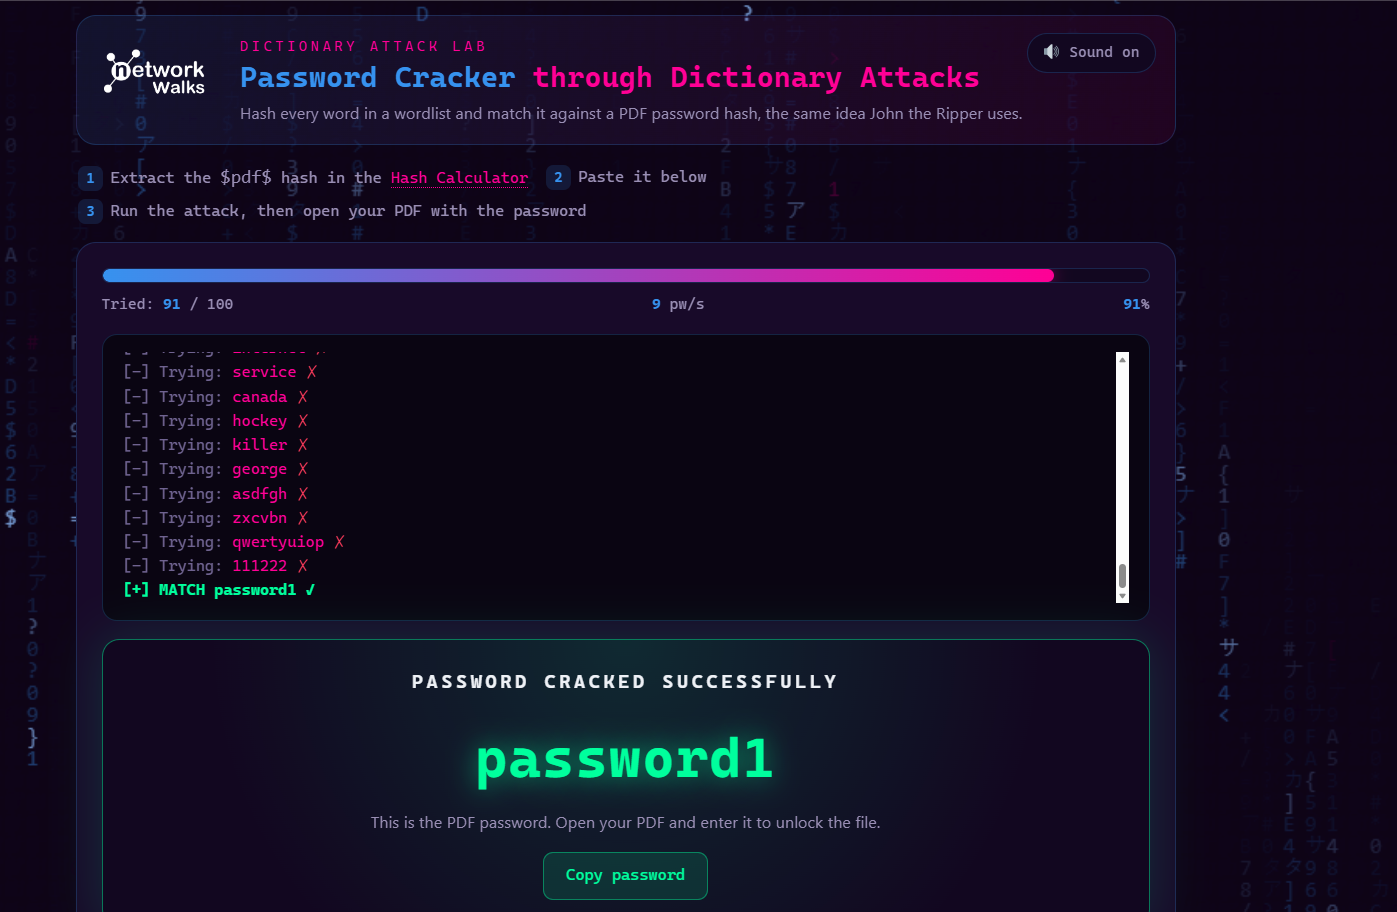 network
walks
DICTIONARY ATTACK LAB
Password Cracker through Dictionary Attacks
Hash every word in a wordlist and match it against a PDF password hash, the same idea John the Ripper uses.
Sound on
1 Extract the $pdf$ hash in the Hash Calculator 2 Paste it below
3 Run the attack, then open your PDF with the password
Tried: 91 / 100 9 pw/s 91%
[-] Trying: service ✗
[-] Trying: canada ✗
[-] Trying: hockey ✗
[-] Trying: killer ✗
[-] Trying: george ✗
[-] Trying: asdfgh ✗
[-] Trying: zxcvbn ✗
[-] Trying: qwertyuiop ✗
[-] Trying: 111222 ✗
[+] MATCH password1 ✓
PASSWORD CRACKED SUCCESSFULLY
password1
This is the PDF password. Open your PDF and enter it to unlock the file.
Copy password